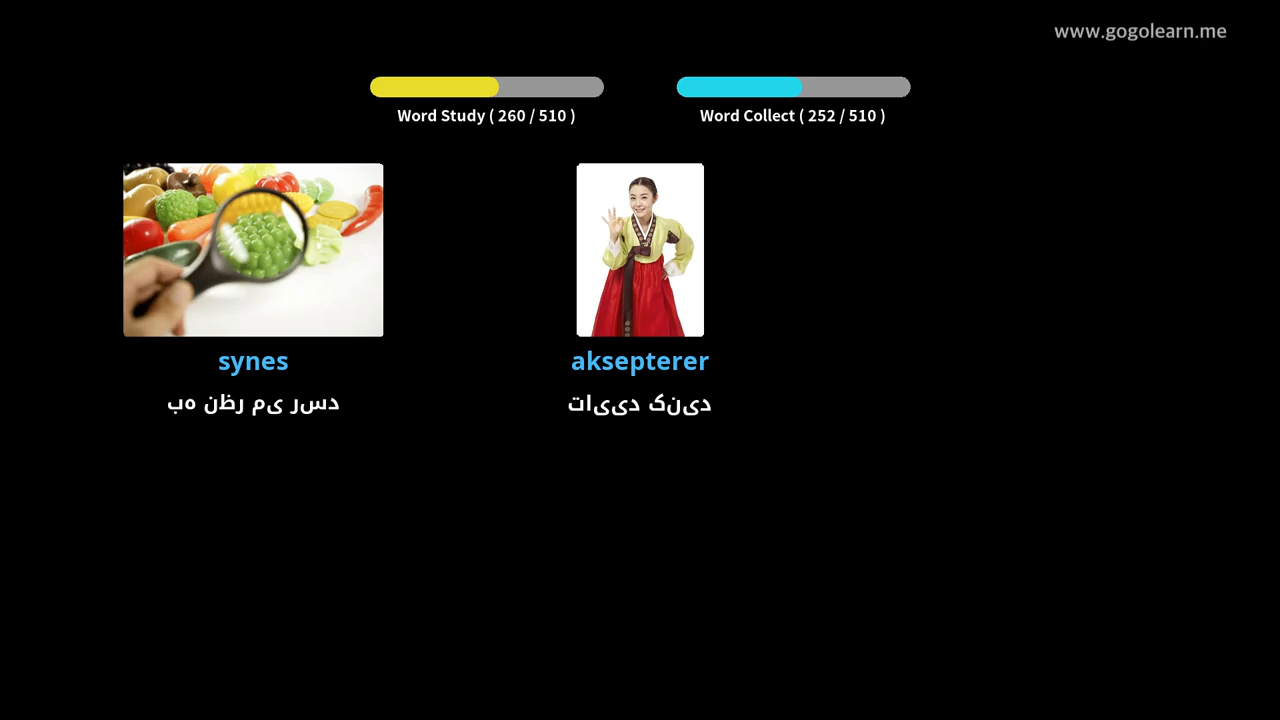 www.gogolearn.me
Word Study ( 260 / 510 )
Word Collect ( 252 / 510 )
synes
دسر یم رظن هب
aksepterer
دینک دییات